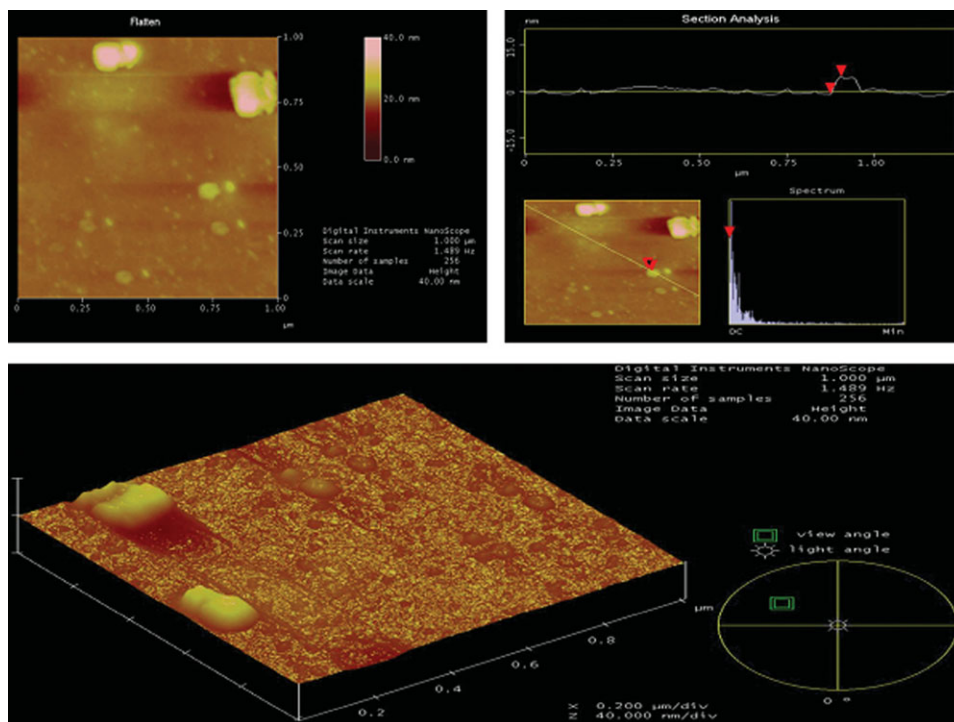 Flatten
1.00
0.75
0.50
0.25
0
0
0.25
0.50
0.75
1.00
µm
40.0 nm
20.0 nm
0.0 nm
Digital Instruments NanoScope
Scan size 1.000 µm
Scan rate 1.489 Hz
Number of samples 256
Image Data Height
Data scale 40.00 nm
Section Analysis
nm
15.0
0
-15.0
0
0.25
0.50
0.75
1.00
µm
Spectrum
DC
Min
Digital Instruments NanoScope
Scan size 1.000 µm
Scan rate 1.489 Hz
Number of samples 256
Image Data Height
Data scale 40.00 nm
view angle
light angle
0 °
0.2
0.4
0.6
0.8
µm
X 0.200 µm/div
Z 40.000 nm/div